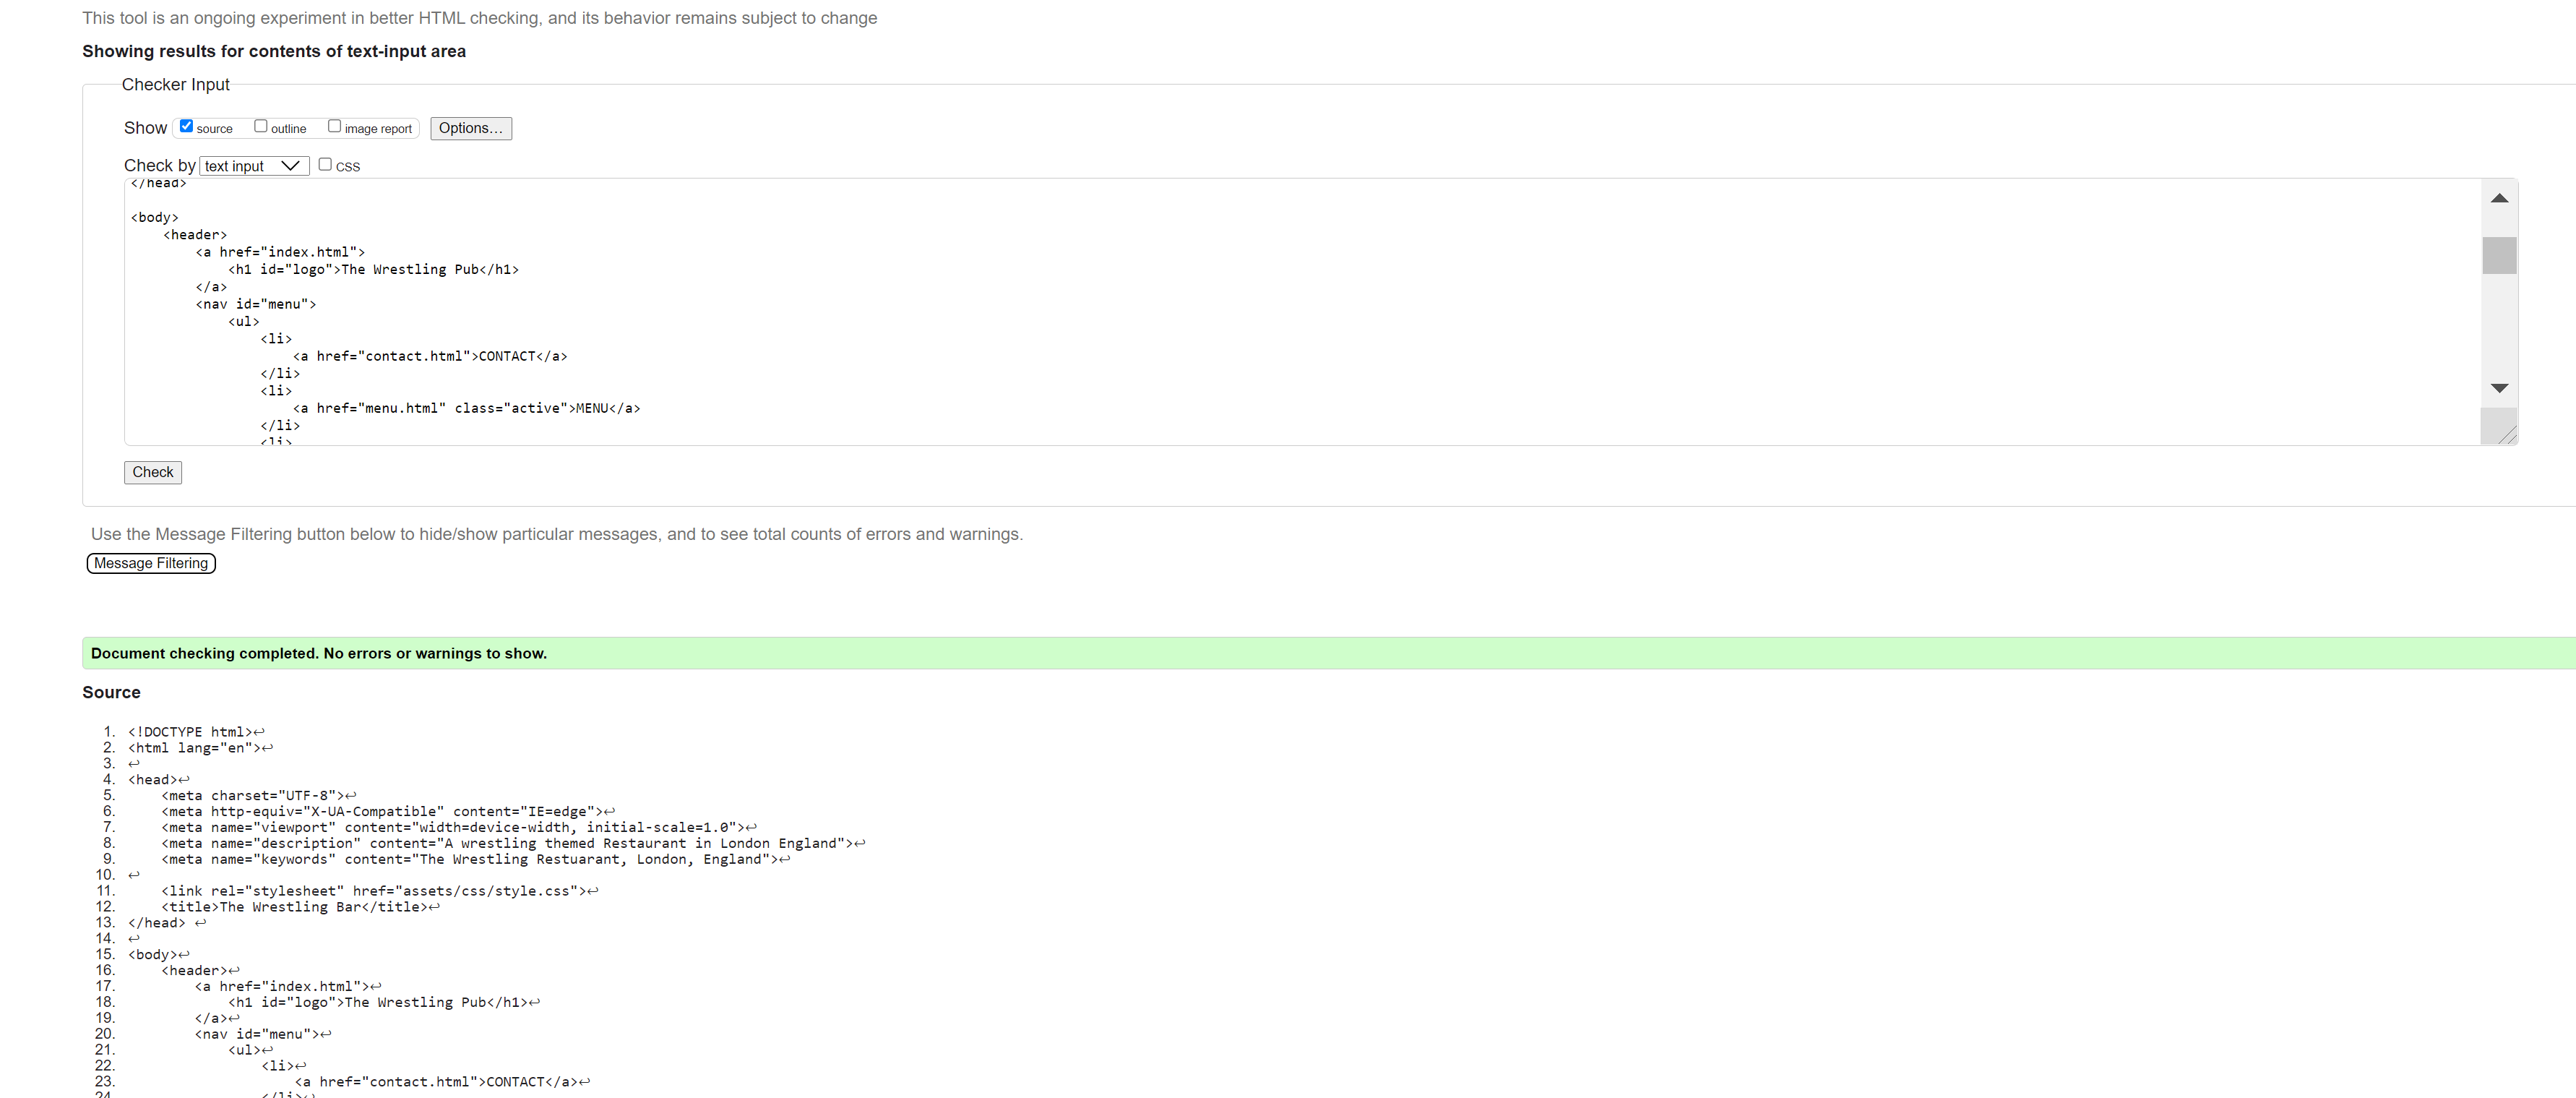 This tool is an ongoing experiment in better HTML checking, and its behavior remains subject to change
Showing results for contents of text-input area
Checker Input
Show source outline image report Options...
Check by text input CSS
</head>
<body>
    <header>
        <a href="index.html">
            <h1 id="logo">The Wrestling Pub</h1>
        </a>
        <nav id="menu">
            <ul>
                <li>
                    <a href="contact.html">CONTACT</a>
                </li>
                <li>
                    <a href="menu.html" class="active">MENU</a>
                </li>
                <li>
Check
Use the Message Filtering button below to hide/show particular messages, and to see total counts of errors and warnings.
Message Filtering
Document checking completed. No errors or warnings to show.
Source
1. <!DOCTYPE html>↩
2. <html lang="en">↩
3. ↩
4. <head>↩
5.     <meta charset="UTF-8">↩
6.     <meta http-equiv="X-UA-Compatible" content="IE=edge">↩
7.     <meta name="viewport" content="width=device-width, initial-scale=1.0">↩
8.     <meta name="description" content="A wrestling themed Restaurant in London England">↩
9.     <meta name="keywords" content="The Wrestling Restuarant, London, England">↩
10. ↩
11.     <link rel="stylesheet" href="assets/css/style.css">↩
12.     <title>The Wrestling Bar</title>↩
13. </head> ↩
14. ↩
15. <body>↩
16.     <header>↩
17.         <a href="index.html">↩
18.             <h1 id="logo">The Wrestling Pub</h1>↩
19.         </a>↩
20.         <nav id="menu">↩
21.             <ul>↩
22.                 <li>↩
23.                     <a href="contact.html">CONTACT</a>↩
24.                 </li>↩